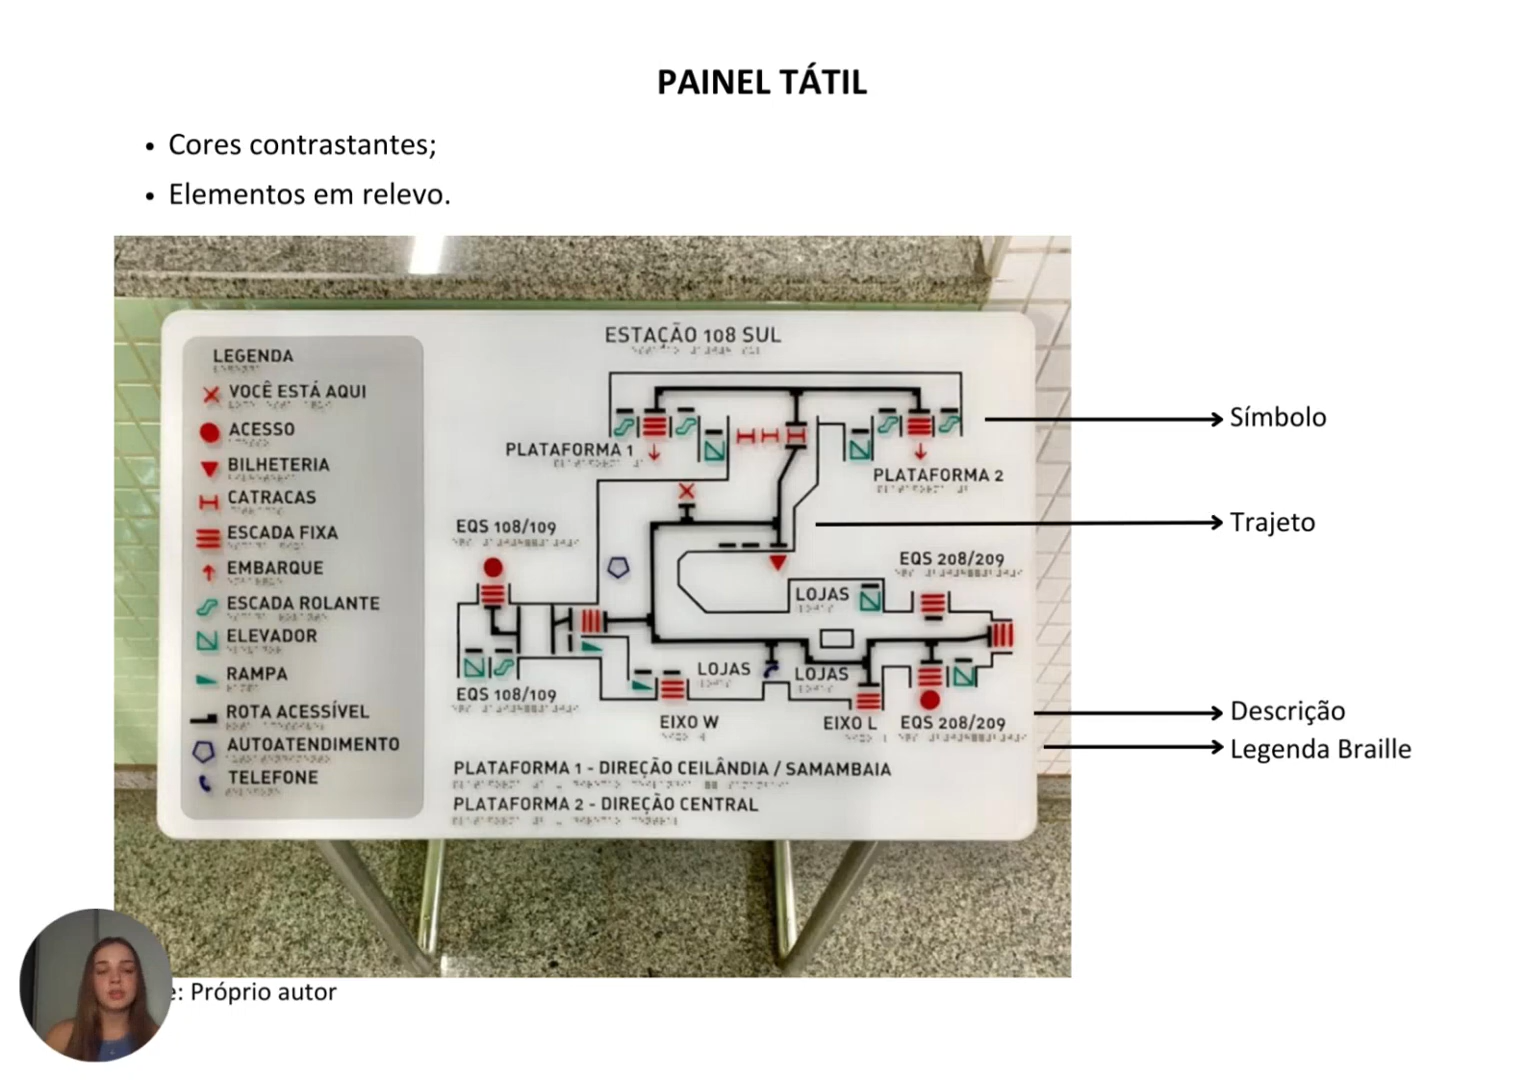 PAINEL TÁTIL
• Cores contrastantes;
• Elementos em relevo.
ESTAÇÃO 108 SUL
LEGENDA
VOCÊ ESTÁ AQUI
ACESSO
BILHETERIA
CATRACAS
ESCADA FIXA
EMBARQUE
ESCADA ROLANTE
ELEVADOR
RAMPA
ROTA ACESSÍVEL
AUTOATENDIMENTO
TELEFONE
PLATAFORMA 1
PLATAFORMA 2
EQS 108/109
EQS 208/209
LOJAS
LOJAS
LOJAS
EQS 108/109
EIXO W
EIXO L
EQS 208/209
PLATAFORMA 1 - DIREÇÃO CEILÂNDIA / SAMAMBAIA
PLATAFORMA 2 - DIREÇÃO CENTRAL
Símbolo
Trajeto
Descrição
Legenda Braille
e: Próprio autor